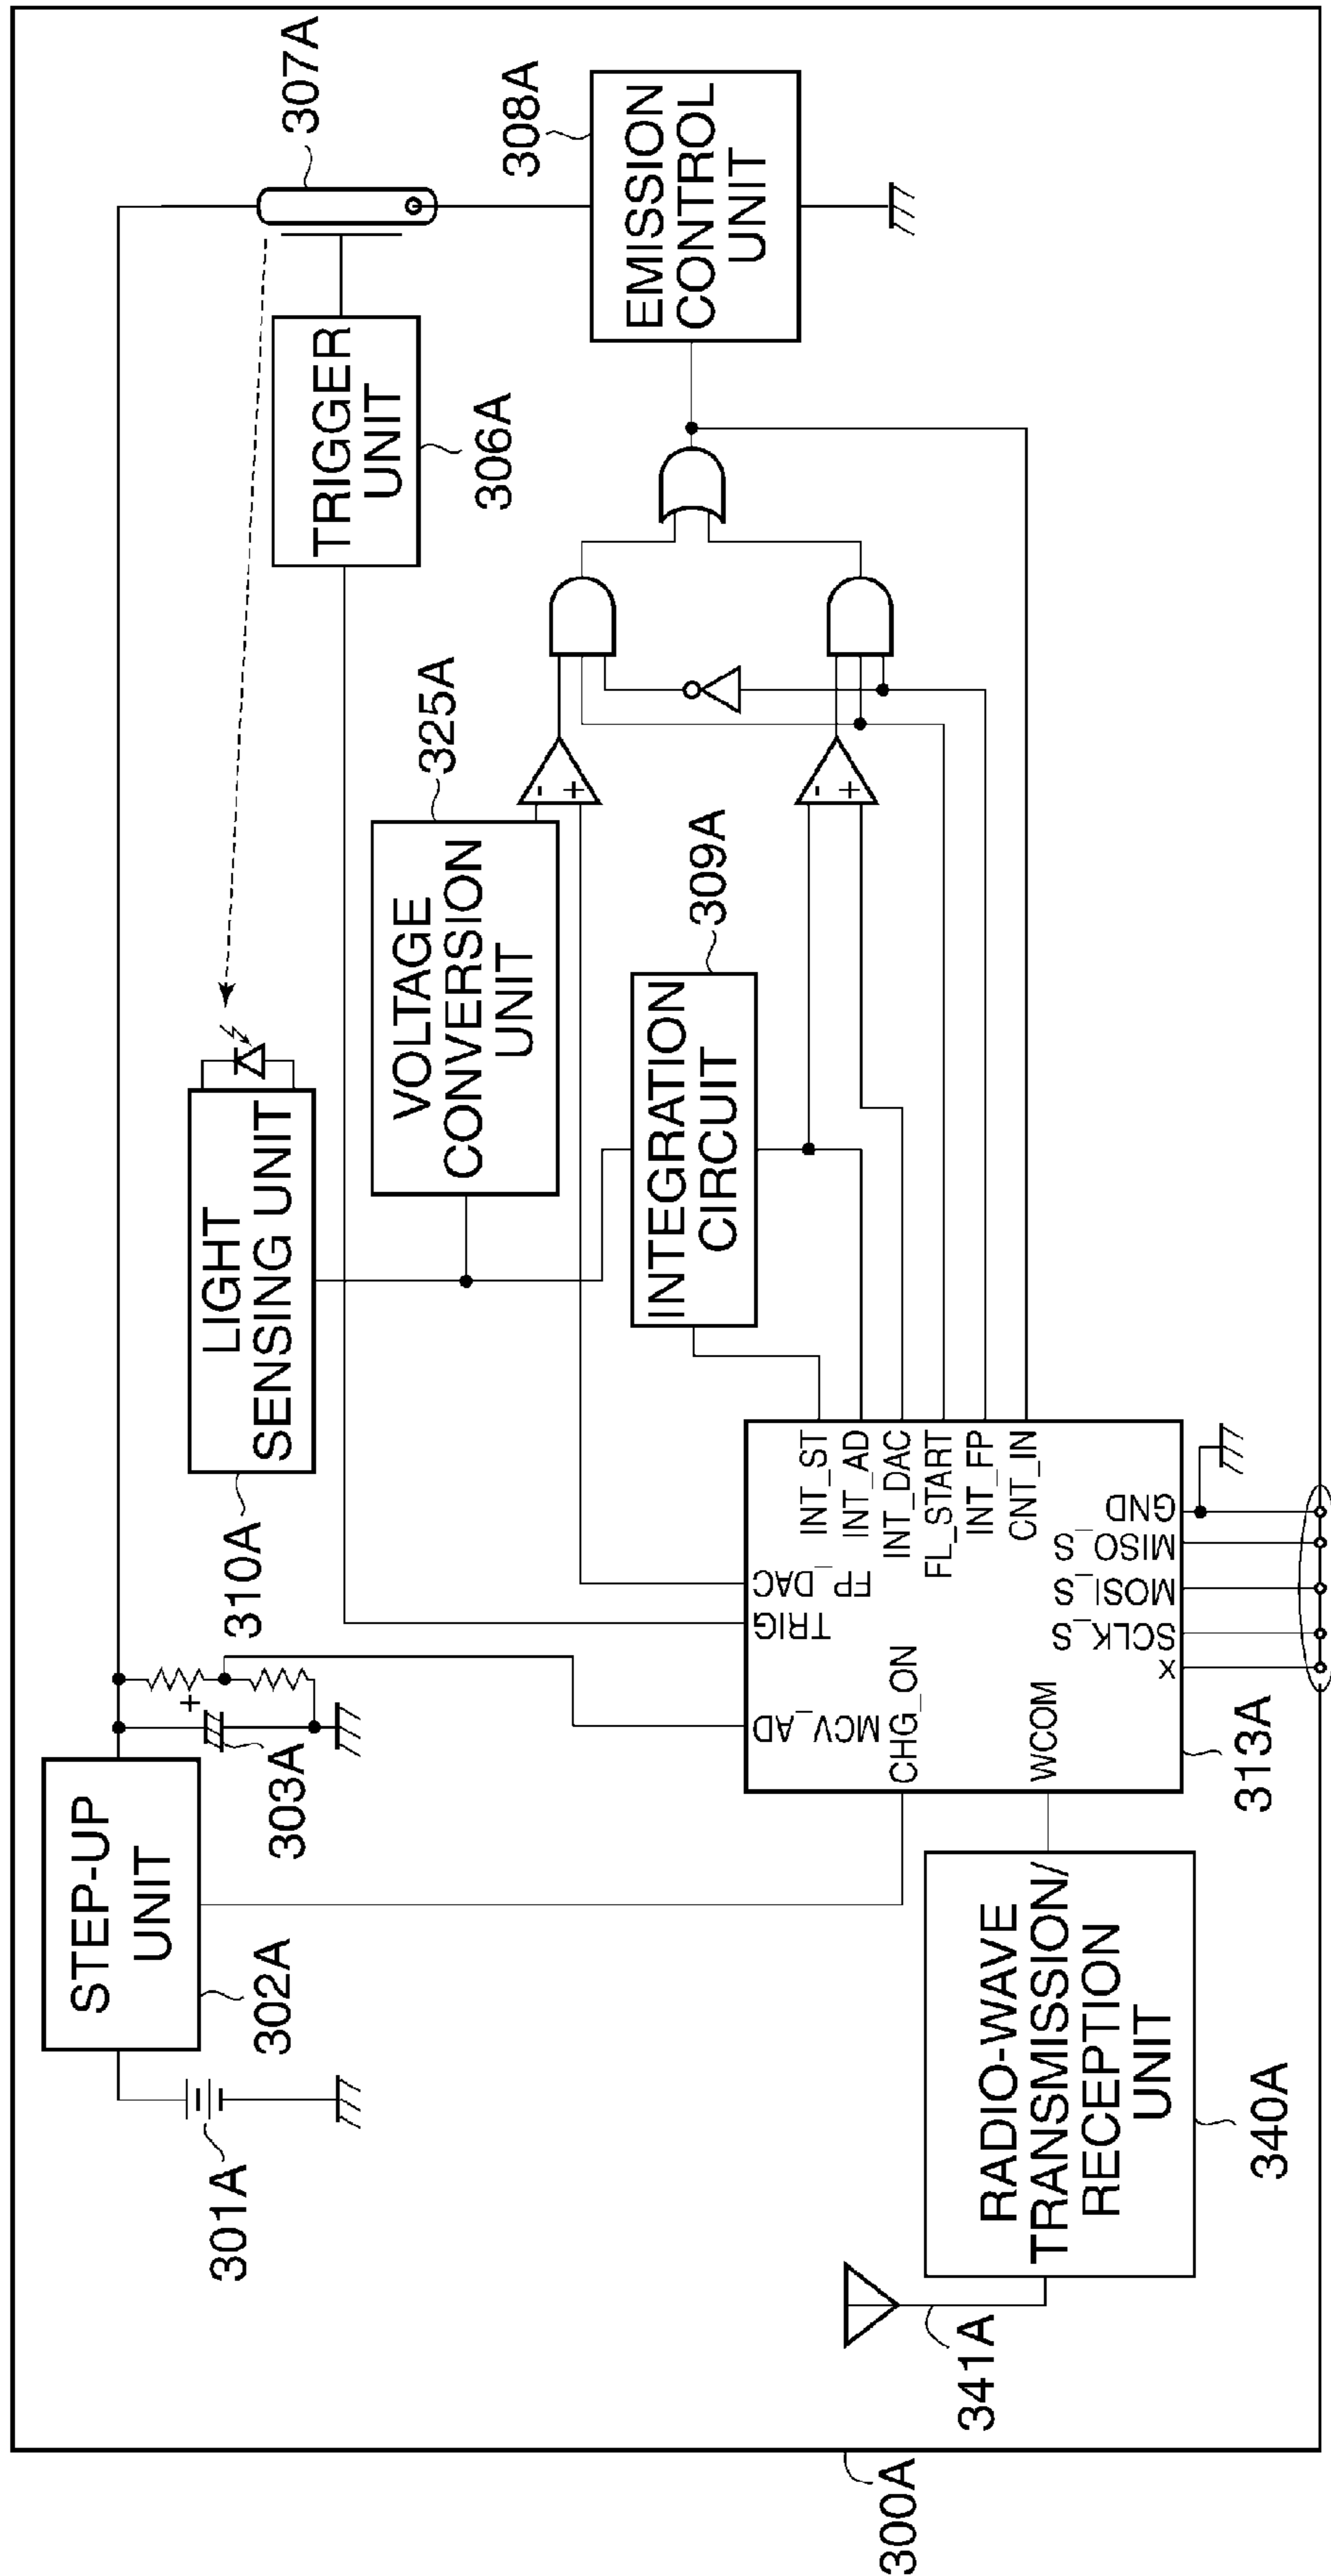 300A
301A
STEP-UP
UNIT
302A
+
303A
LIGHT
SENSING UNIT
310A
307A
TRIGGER
UNIT
306A
EMISSION
CONTROL
UNIT
308A
VOLTAGE
CONVERSION
UNIT
325A
-
+
INTEGRATION
CIRCUIT
309A
-
+
MCV_AD
TRIG
FP_DAC
CHG_ON
WCOM
INT_ST
INT_AD
INT_DAC
FL_START
INT_FP
CNT_IN
X
SCLK_S
MOSI_S
MISO_S
GND
313A
RADIO-WAVE
TRANSMISSION/
RECEPTION
UNIT
340A
341A